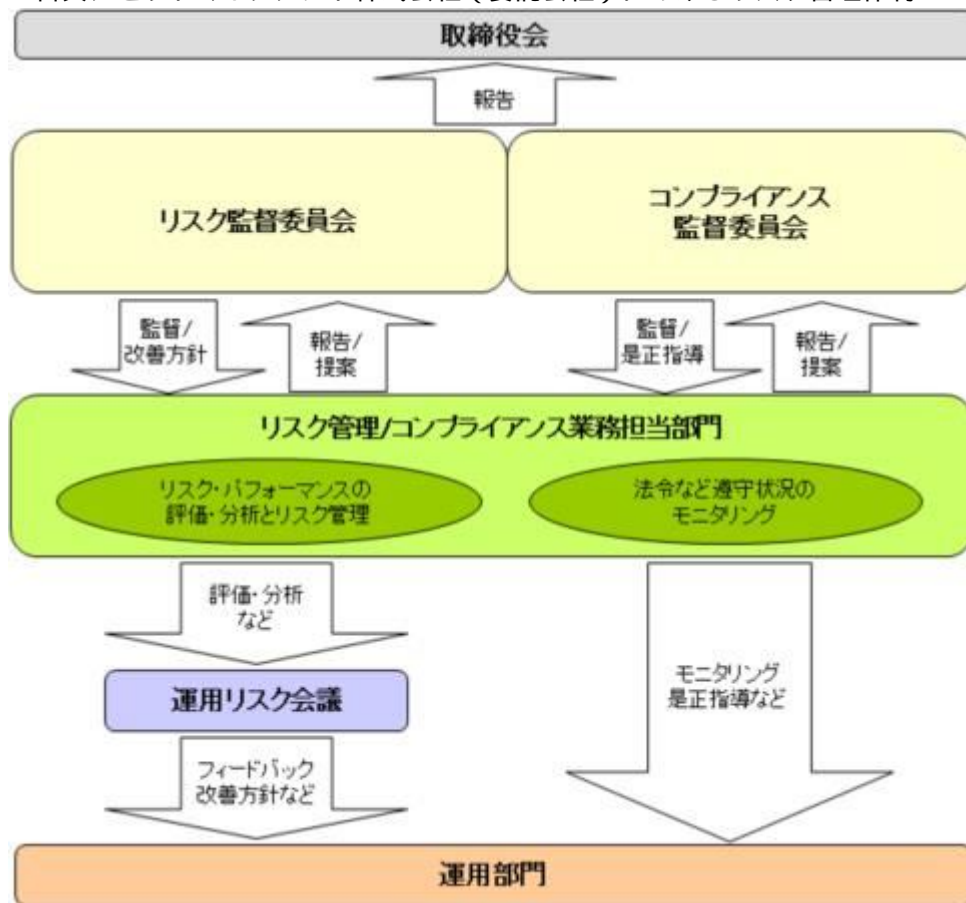 取締役会
報告
リスク監督委員会
コンプライアンス
監督委員会
監督/
改善方針
報告/
提案
監督/
是正指導
報告/
提案
リスク管理/コンプライアンス業務担当部門
リスク・パフォーマンスの
評価・分析とリスク管理
法令など遵守状況の
モニタリング
評価・分析
など
運用リスク会議
モニタリング
是正指導など
フィードバック
改善方針など
運用部門